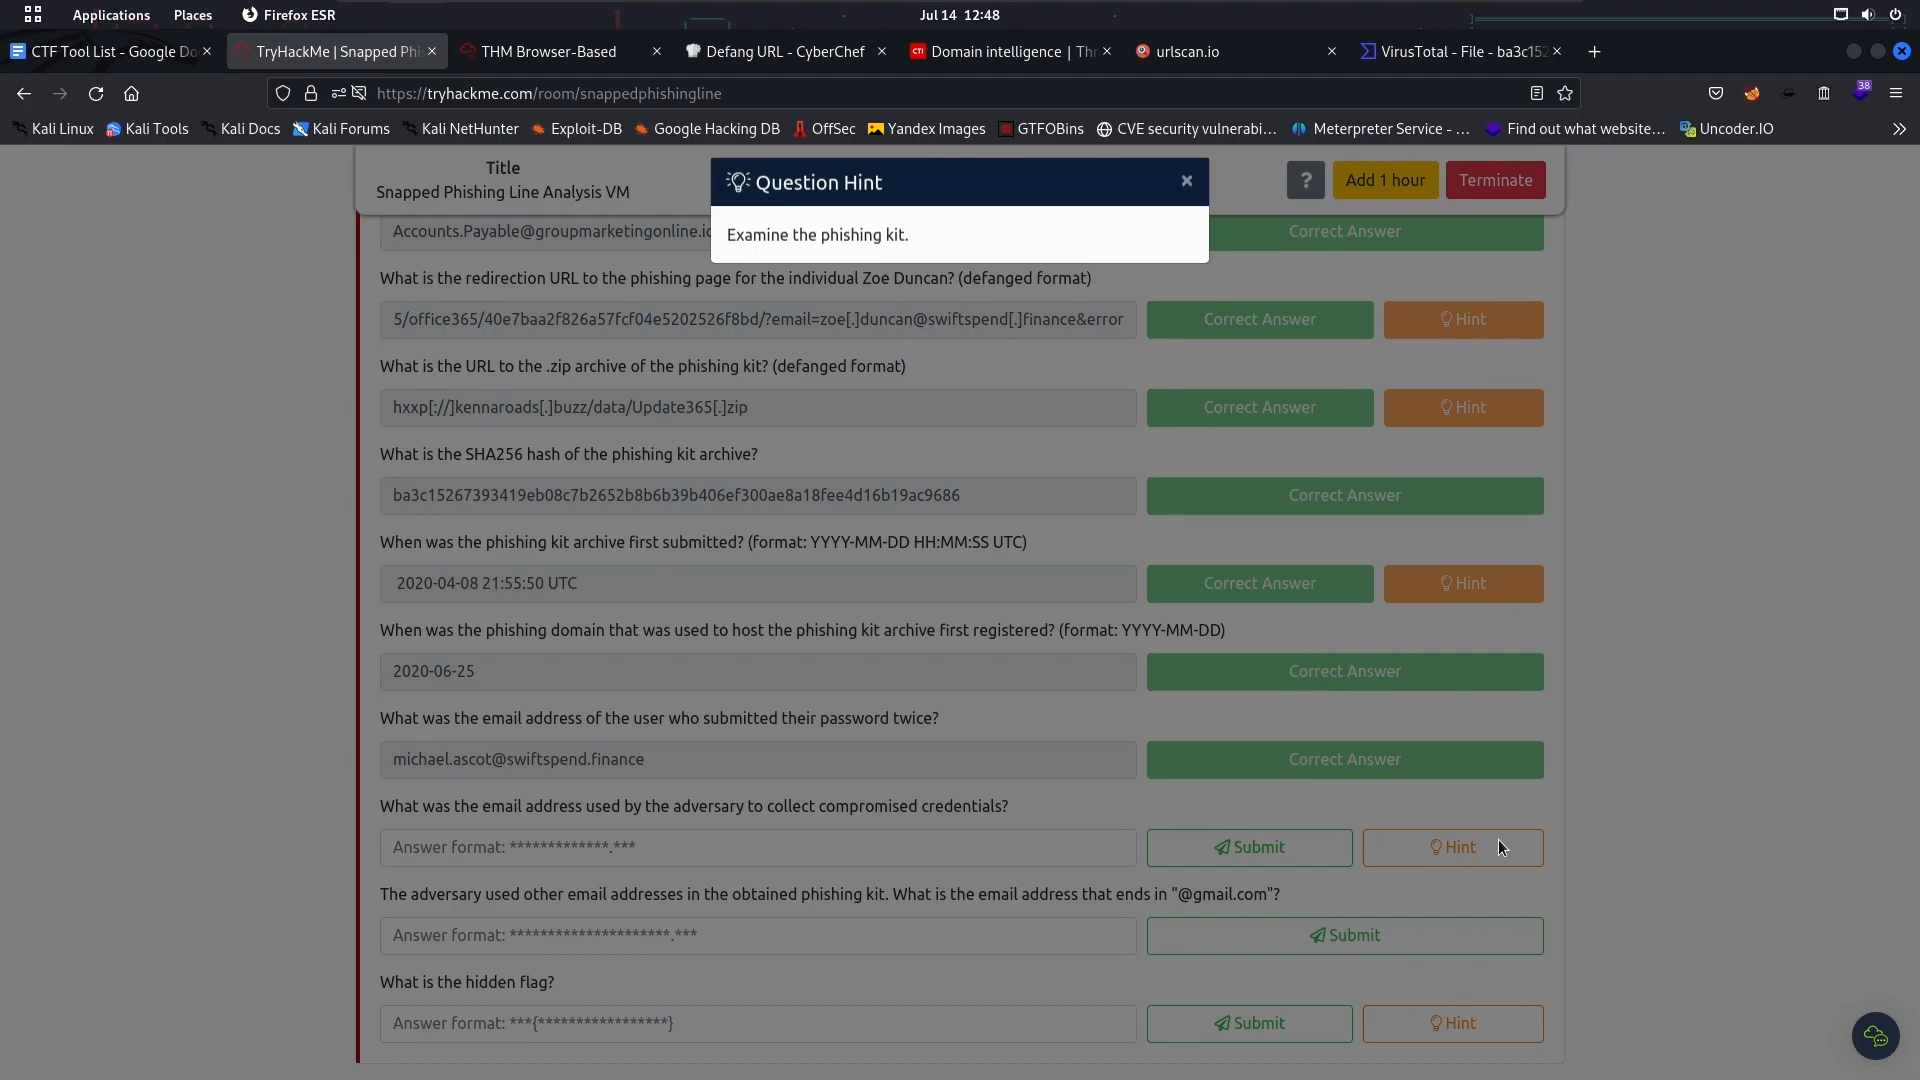 Applications Places Firefox ESR Jul 14 12:48
CTF Tool List - Google Do TryHackMe | Snapped Phis THM Browser-Based Defang URL - CyberChef CTI Domain intelligence | Thr urlscan.io VirusTotal - File - ba3c152
https://tryhackme.com/room/snappedphishingline 38
Kali Linux Kali Tools Kali Docs Kali Forums Kali NetHunter Exploit-DB Google Hacking DB OffSec Yandex Images GTFOBins CVE security vulnerabi… Meterpreter Service - … Find out what website… Uncoder.IO
Title
Snapped Phishing Line Analysis VM
Question Hint ×
? Add 1 hour Terminate
Examine the phishing kit.
Accounts.Payable@groupmarketingonline.ic Correct Answer
What is the redirection URL to the phishing page for the individual Zoe Duncan? (defanged format)
5/office365/40e7baa2f826a57fcf04e5202526f8bd/?email=zoe[.]duncan@swiftspend[.]finance&error Correct Answer Hint
What is the URL to the .zip archive of the phishing kit? (defanged format)
hxxp[://]kennaroads[.]buzz/data/Update365[.]zip Correct Answer Hint
What is the SHA256 hash of the phishing kit archive?
ba3c15267393419eb08c7b2652b8b6b39b406ef300ae8a18fee4d16b19ac9686 Correct Answer
When was the phishing kit archive first submitted? (format: YYYY-MM-DD HH:MM:SS UTC)
2020-04-08 21:55:50 UTC Correct Answer Hint
When was the phishing domain that was used to host the phishing kit archive first registered? (format: YYYY-MM-DD)
2020-06-25 Correct Answer
What was the email address of the user who submitted their password twice?
michael.ascot@swiftspend.finance Correct Answer
What was the email address used by the adversary to collect compromised credentials?
Answer format: *************.*** Submit Hint
The adversary used other email addresses in the obtained phishing kit. What is the email address that ends in "@gmail.com"?
Answer format: *********************.*** Submit
What is the hidden flag?
Answer format: ***{*****************} Submit Hint